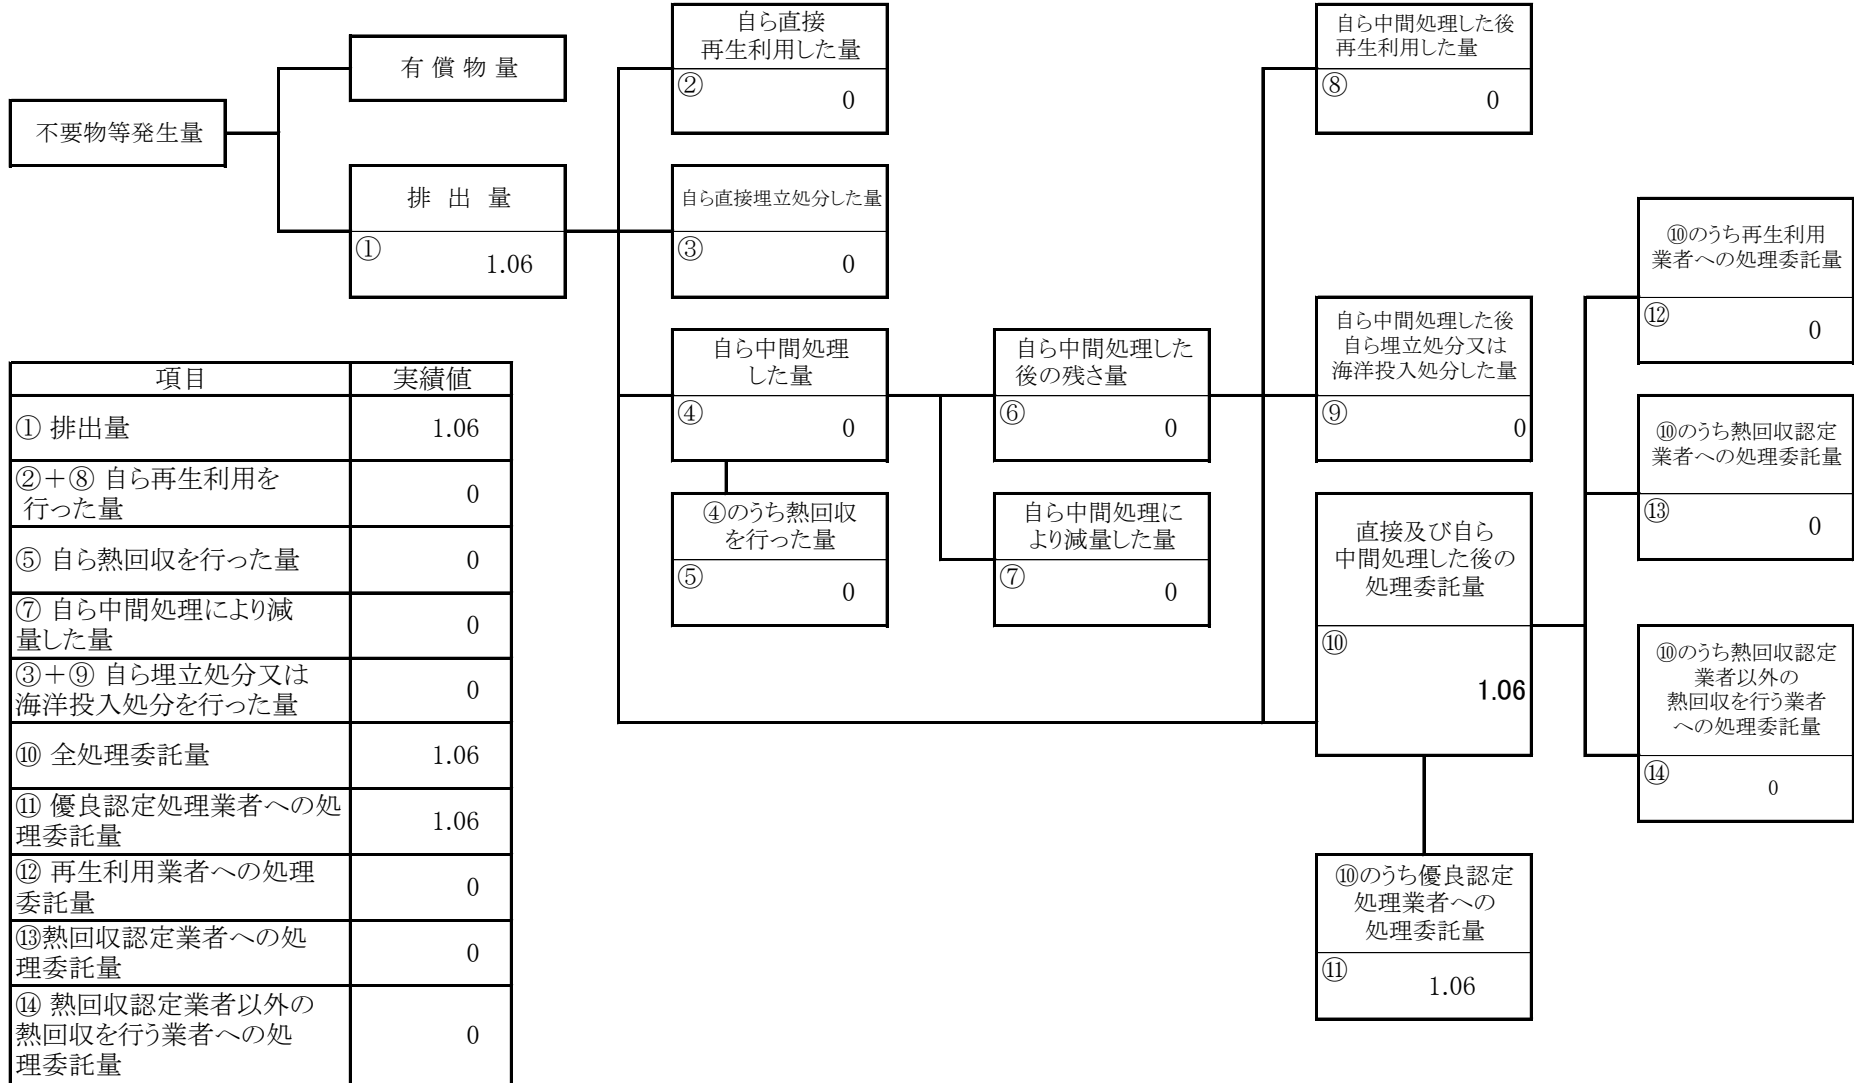 不要物等発生量
有 償 物 量
排 出 量
①
1.06
自ら直接
再生利用した量
②
0
自ら直接埋立処分した量
③
0
自ら中間処理
した量
④
0
④のうち熱回収
を行った量
⑤
0
自ら中間処理した
後の残さ量
⑥
0
自ら中間処理に
より減量した量
⑦
0
自ら中間処理した後
再生利用した量
⑧
0
自ら中間処理した後
自ら埋立処分又は
海洋投入処分した量
⑨
0
直接及び自ら
中間処理した後の
処理委託量
⑩
1.06
⑩のうち優良認定
処理業者への
処理委託量
⑪
1.06
⑩のうち再生利用
業者への処理委託量
⑫
0
⑩のうち熱回収認定
業者への処理委託量
⑬
0
⑩のうち熱回収認定
業者以外の
熱回収を行う業者
への処理委託量
⑭
0
項目 実績値
① 排出量 1.06
②＋⑧ 自ら再生利用を
行った量 0
⑤ 自ら熱回収を行った量 0
⑦ 自ら中間処理により減
量した量 0
③＋⑨ 自ら埋立処分又は
海洋投入処分を行った量 0
⑩ 全処理委託量 1.06
⑪ 優良認定処理業者への処
理委託量 1.06
⑫ 再生利用業者への処理
委託量 0
⑬熱回収認定業者への処
理委託量 0
⑭ 熱回収認定業者以外の
熱回収を行う業者への処
理委託量 0